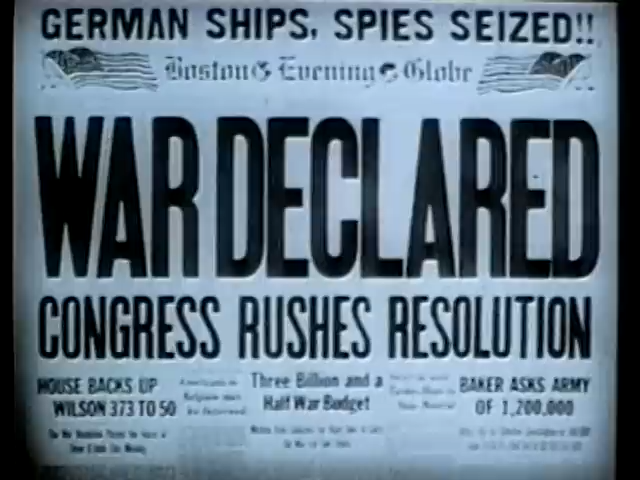 GERMAN SHIPS, SPIES SEIZED!!
Boston Evening Globe
WAR DECLARED
CONGRESS RUSHES RESOLUTION
HOUSE BACKS UP
WILSON 373 TO 50
Three Billion and a
Half War Budget
BAKER ASKS ARMY
OF 1,200,000